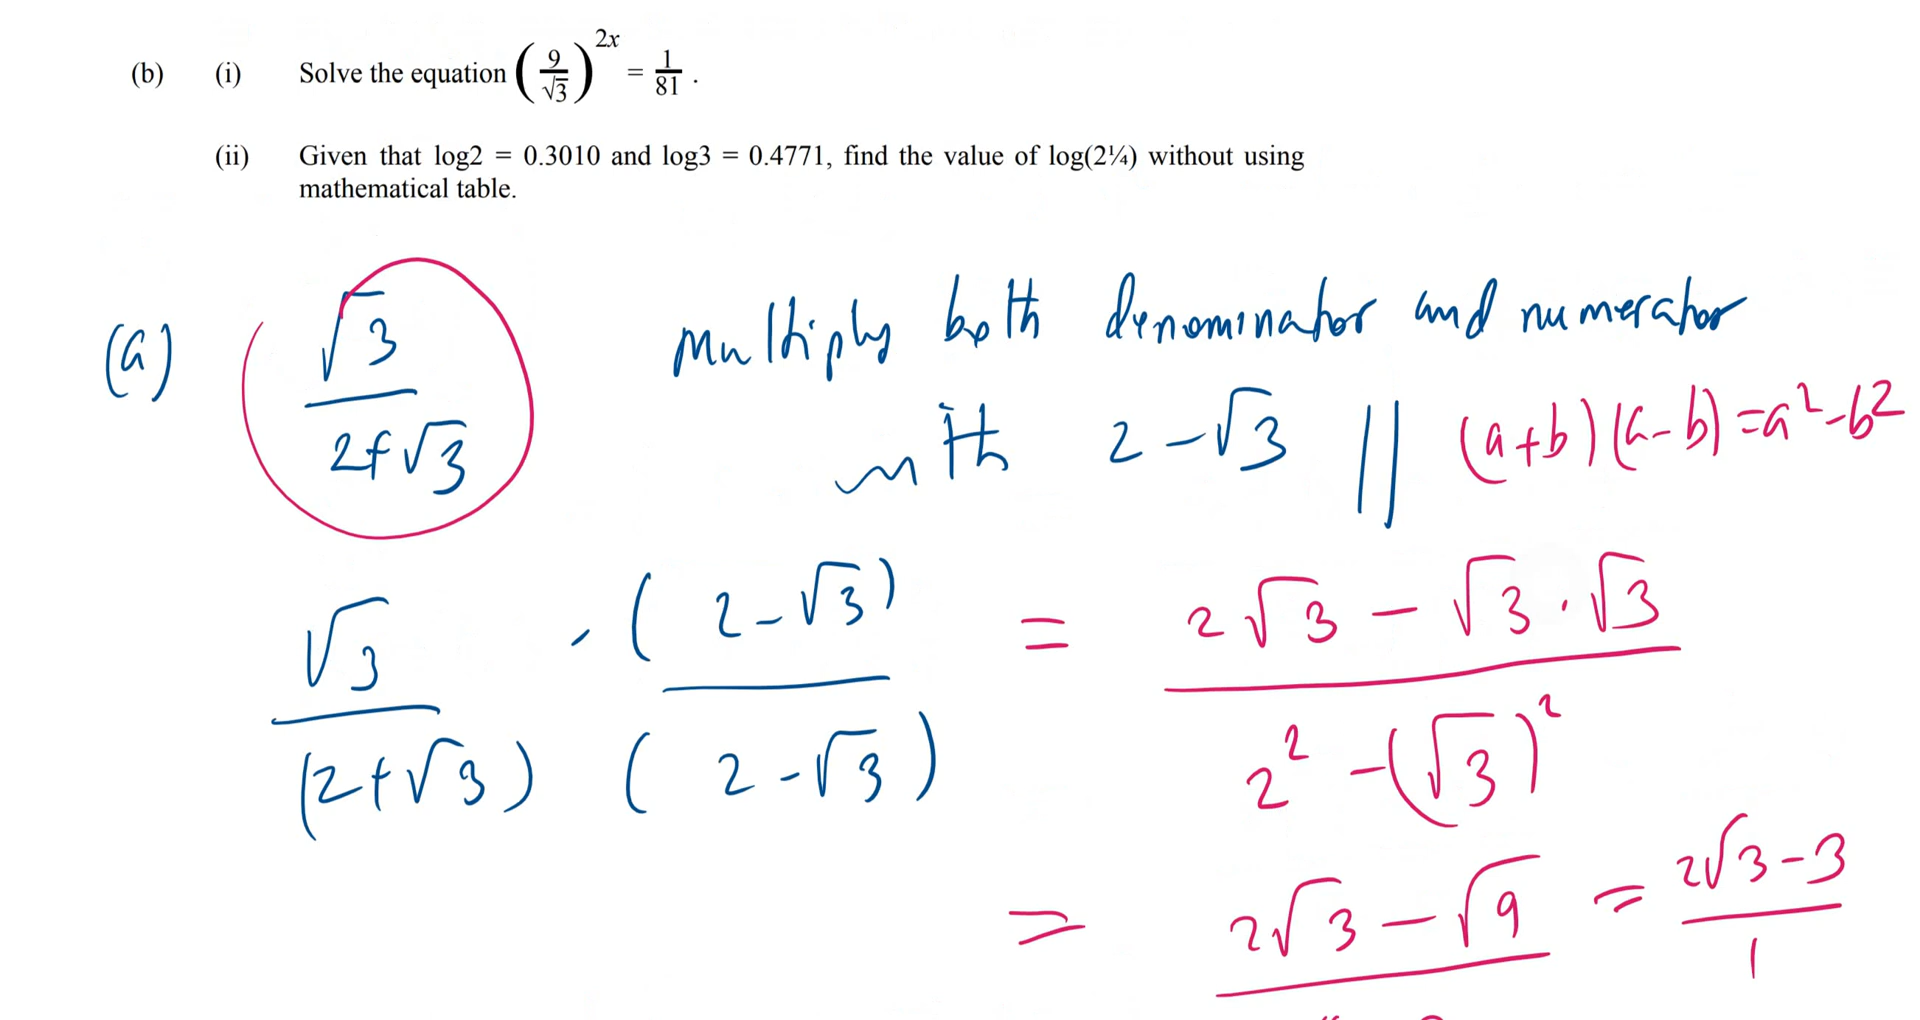 (b) (i) Solve the equation (9/√3)^2x = 1/81 .
(ii) Given that log2 = 0.3010 and log3 = 0.4771, find the value of log(2¼) without using
mathematical table.
(a) √3/(2+√3) multiply both denominator and numerator
with 2-√3 || (a+b)(a-b)=a²-b²
√3/(2+√3) · (2-√3)/(2-√3) = (2√3 - √3·√3)/(2² - (√3)²)
= (2√3 - √9)/ = (2√3-3)/1